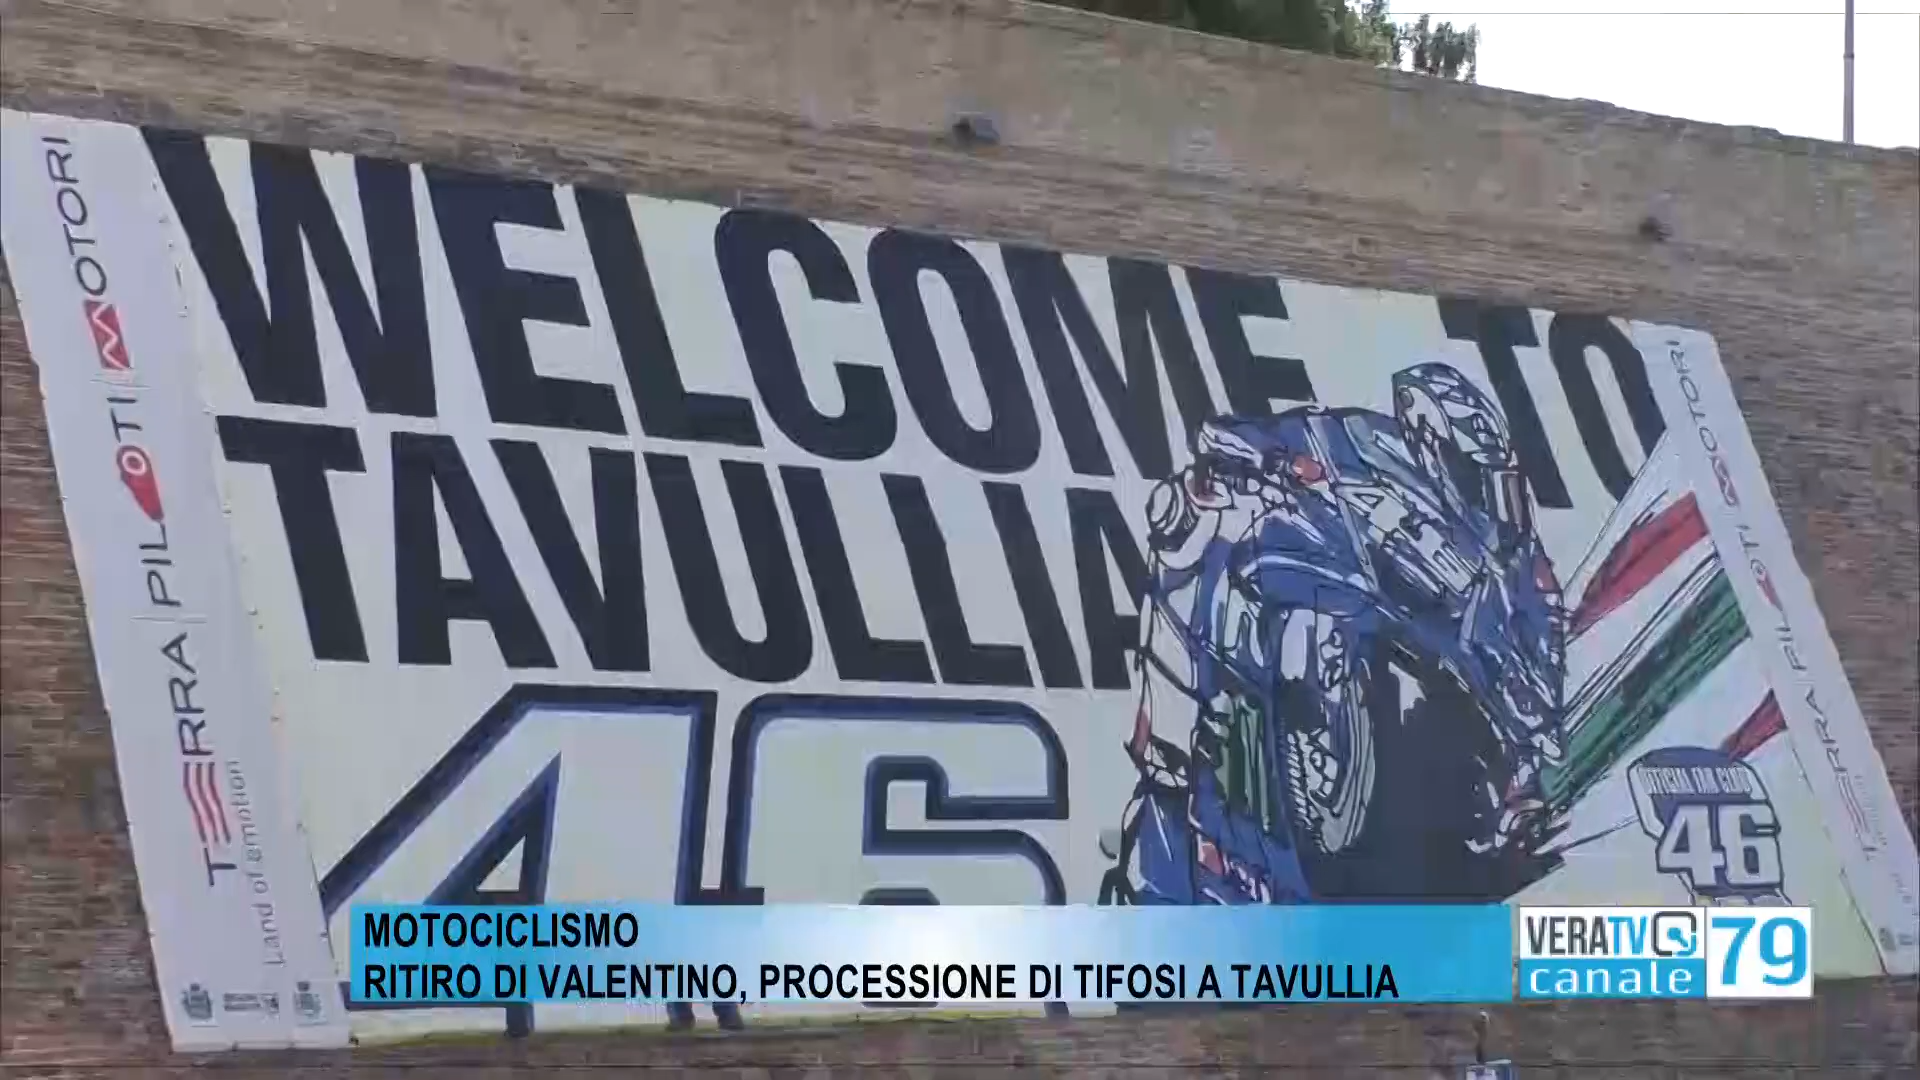 WELCOME TO
TAVULLIA
46
TERRA|PILOTI|MOTORI
Land of emotion
TERRA|PILOTI|MOTORI
OFFICIAL FAN CLUB
46
MOTOCICLISMO
RITIRO DI VALENTINO, PROCESSIONE DI TIFOSI A TAVULLIA
VERATV
canale
79